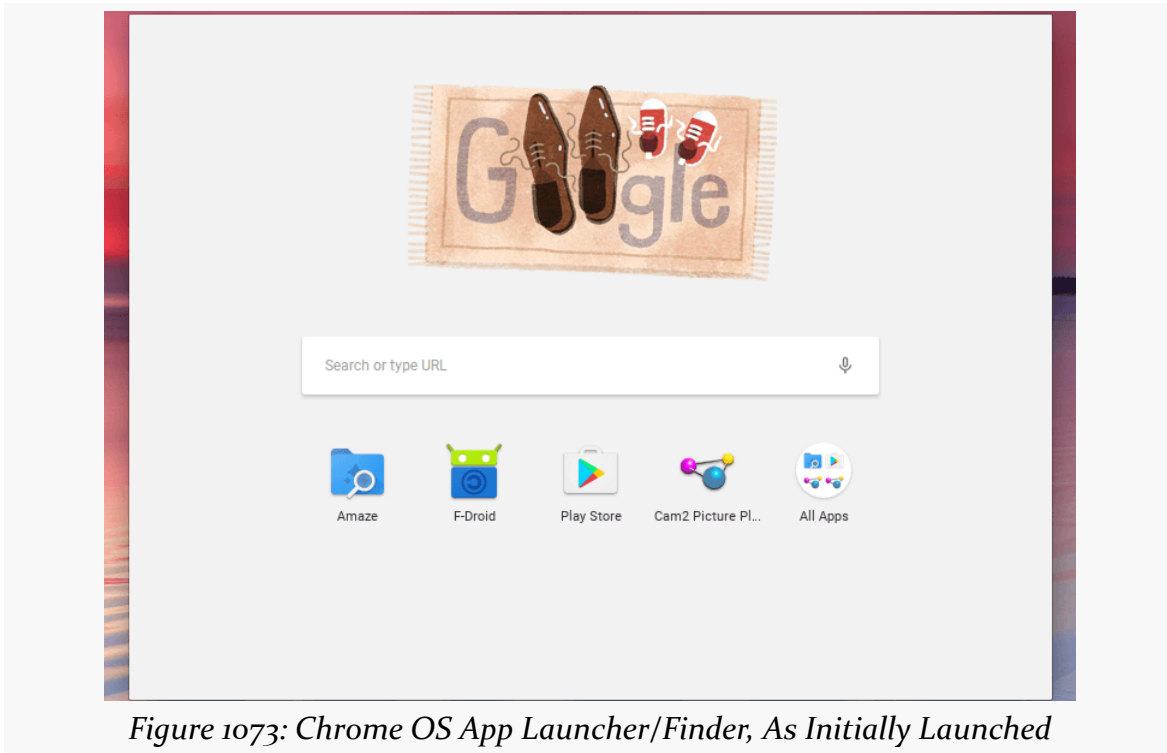 Google
Search or type URL
Amaze
F-Droid
Play Store
Cam2 Picture Pl...
All Apps
Figure 1073: Chrome OS App Launcher/Finder, As Initially Launched